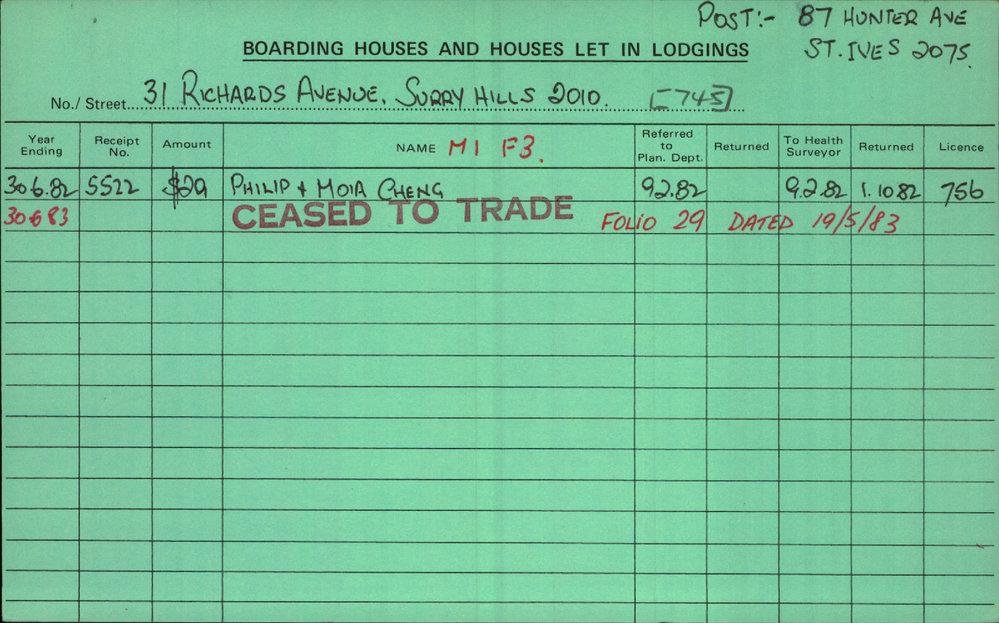 POST:- 87 HUNTER AVE
ST. IVES 2075.
BOARDING HOUSES AND HOUSES LET IN LODGINGS
No./Street 31 RICHARDS AVENUE, SURRY HILLS 2010. [745]
Year Ending Receipt No. Amount NAME M1 F3. Referred to Plan. Dept. Returned To Health Surveyor Returned Licence
30.6.82 5522 $29 PHILIP & MOIA CHENG 9.2.82 9.2.82 1.10.82 756
30683 CEASED TO TRADE FOLIO 29 DATED 19/5/83